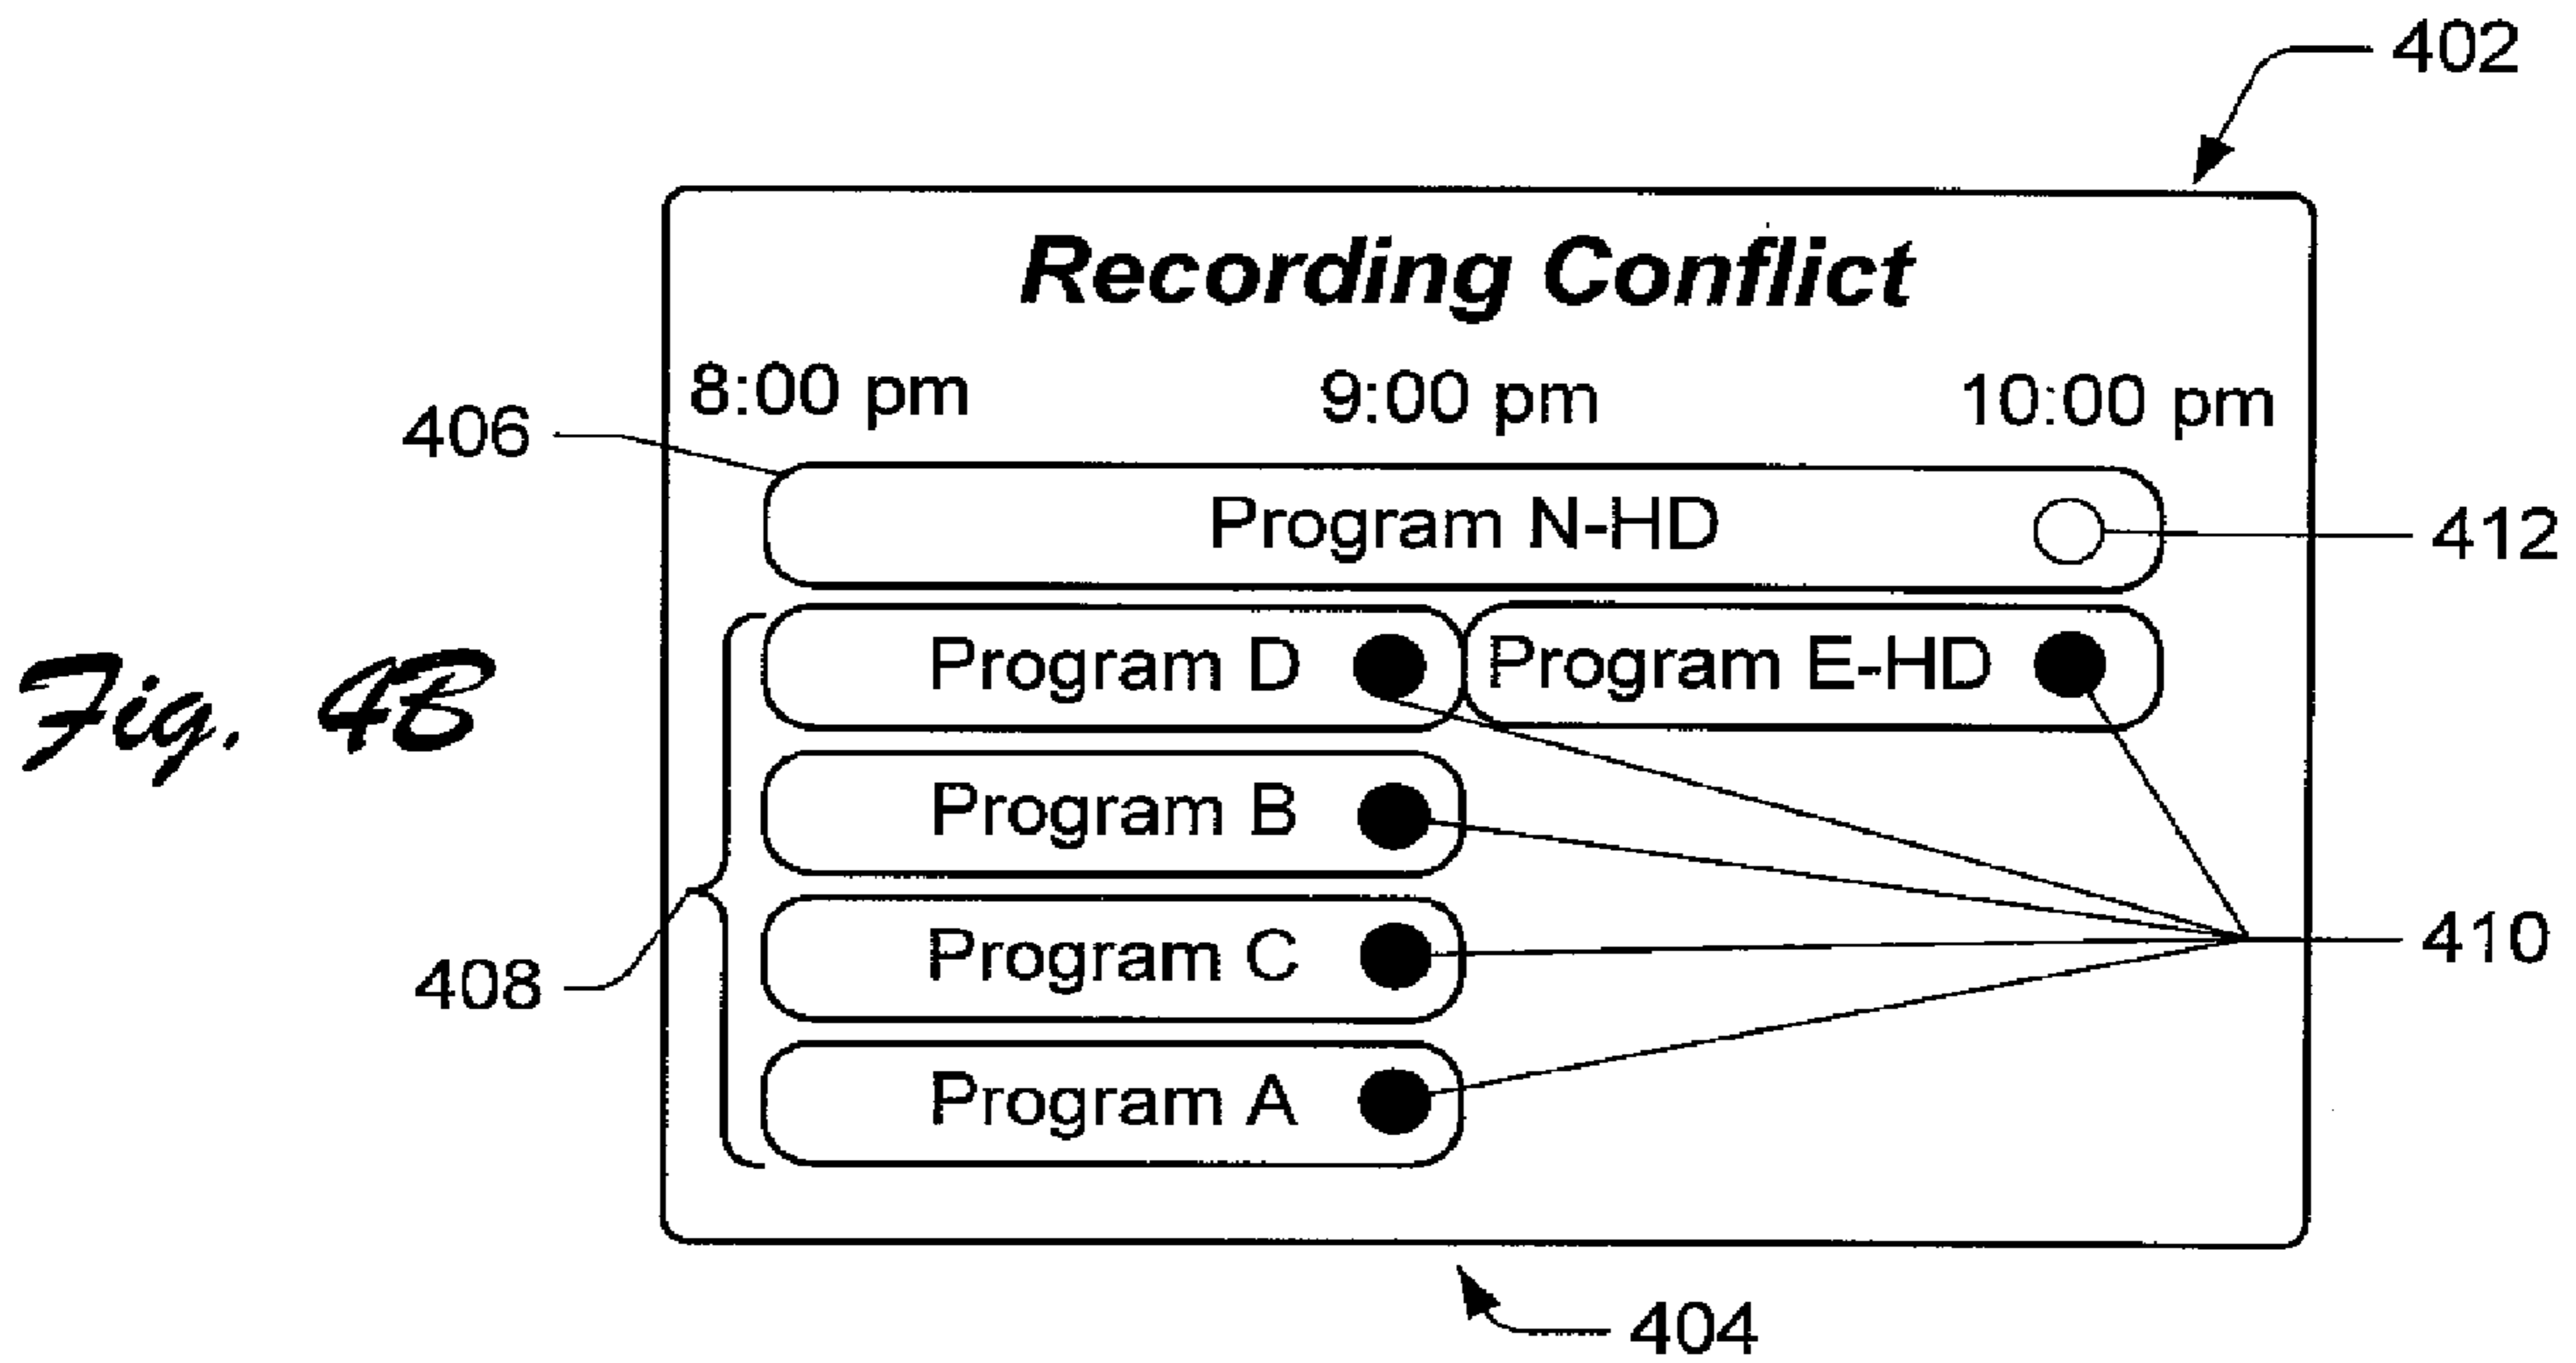 402
Recording Conflict
8:00 pm 9:00 pm 10:00 pm
406
Program N-HD
412
Program D Program E-HD
Fig. 4B
Program B
Program C
410
408
Program A
404